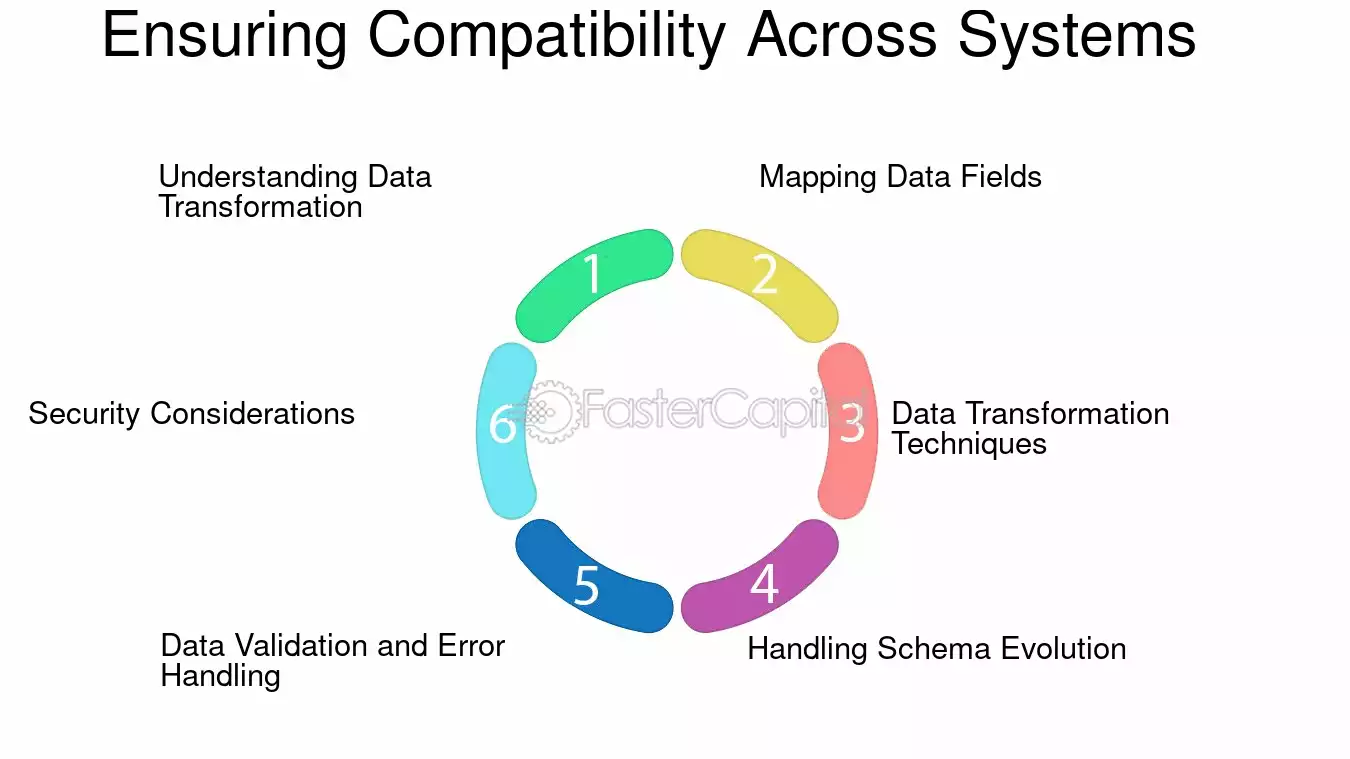 Ensuring Compatibility Across Systems
Understanding Data
Transformation
Mapping Data Fields
1
2
Security Considerations
6
FasterCapital
3
Data Transformation
Techniques
5
4
Data Validation and Error
Handling
Handling Schema Evolution